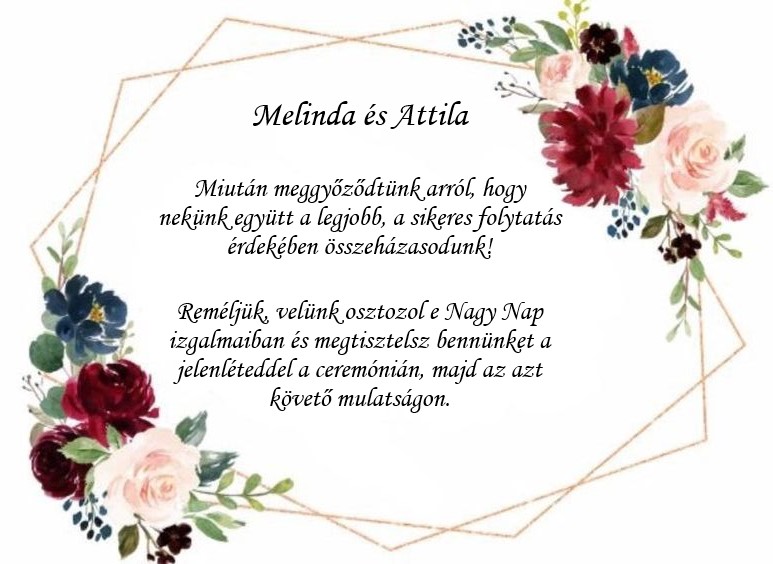 Melinda és Attila
Miután meggyőződtünk arról, hogy
nekünk együtt a legjobb, a sikeres folytatás
érdekében összeházasodunk!
Reméljük, velünk osztozol e Nagy Nap
izgalmaiban és megtisztelsz bennünket a
jelenléteddel a ceremónián, majd az azt
követő mulatságon.